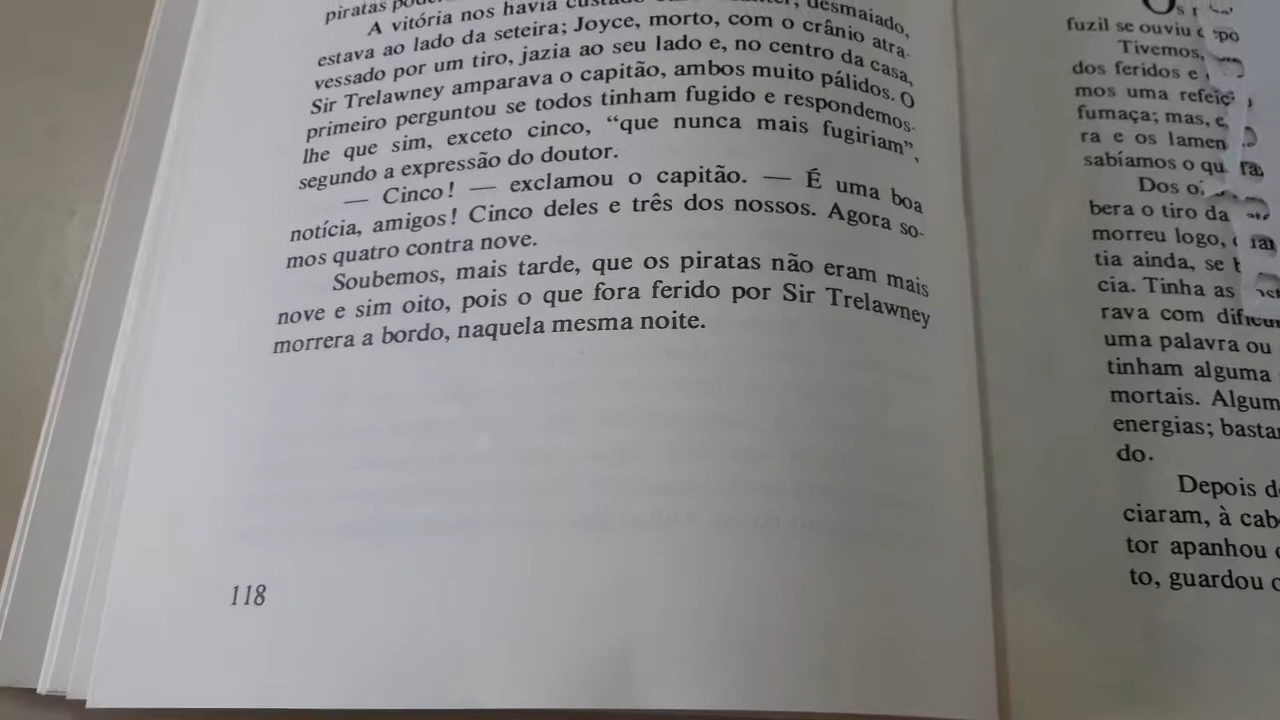 piratas
A vitória nos havia desmaiado,
estava ao lado da seteira; Joyce, morto, com o crânio atra-
vessado por um tiro, jazia ao seu lado e, no centro da casa,
Sir Trelawney amparava o capitão, ambos muito pálidos. O
primeiro perguntou se todos tinham fugido e respondemos-
lhe que sim, exceto cinco, “que nunca mais fugiriam”,
segundo a expressão do doutor.
— Cinco! — exclamou o capitão. — É uma boa
notícia, amigos! Cinco deles e três dos nossos. Agora so-
mos quatro contra nove.
Soubemos, mais tarde, que os piratas não eram mais
nove e sim oito, pois o que fora ferido por Sir Trelawney
morrera a bordo, naquela mesma noite.
118
fuzil se ouviu
Tivemos,
dos feridos e
mos uma
fumaça; mas,
ra e os
sabíamos o
Dos
bera o tiro da
morreu logo,
tia ainda, se
cia. Tinha as
rava com
uma palavra ou
tinham alguma
mortais.
energias;
do.
Depois
ciaram, à
tor apanhou
to, guardou